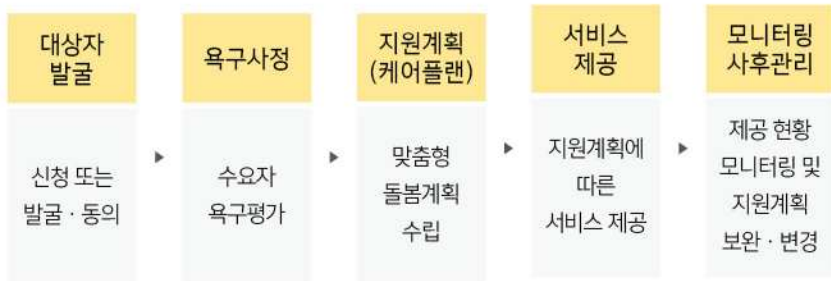 대상자
발굴
신청 또는
발굴 · 동의
욕구사정
수요자
욕구평가
지원계획
(케어플랜)
맞춤형
돌봄계획
수립
서비스
제공
지원계획에
따른
서비스 제공
모니터링
사후관리
제공 현황
모니터링 및
지원계획
보완 · 변경